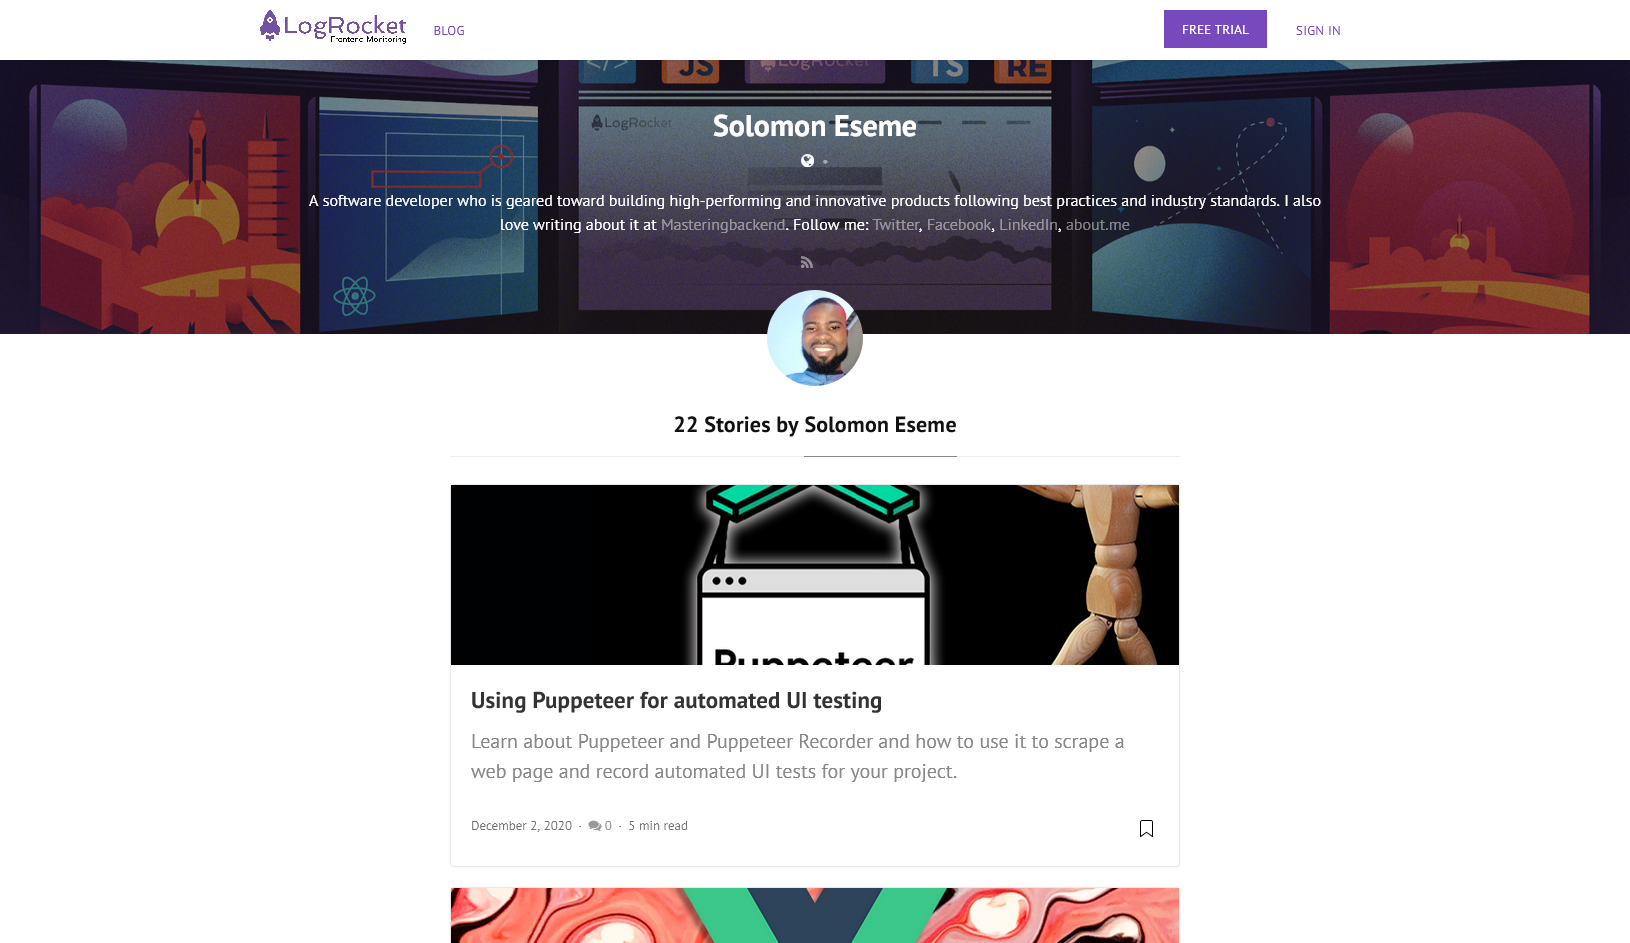 LogRocket
Frontend Monitoring
BLOG
FREE TRIAL
SIGN IN
</>
JS
LogRocket
TS
RE
LogRocket
Solomon Eseme
A software developer who is geared toward building high-performing and innovative products following best practices and industry standards. I also
love writing about it at Masteringbackend. Follow me: Twitter, Facebook, LinkedIn, about.me
22 Stories by Solomon Eseme
Puppeteer
Using Puppeteer for automated UI testing
Learn about Puppeteer and Puppeteer Recorder and how to use it to scrape a
web page and record automated UI tests for your project.
December 2, 2020 · 0 · 5 min read